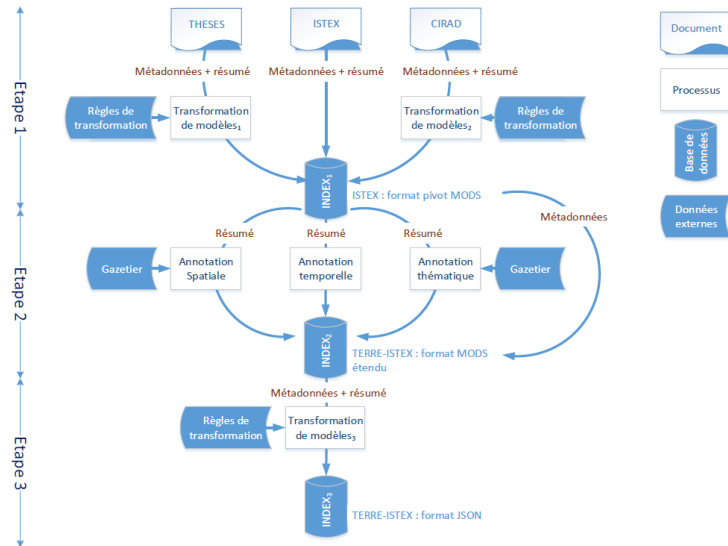 THESES
ISTEX
CIRAD
Document
Métadonnées + résumé
Métadonnées + résumé
Métadonnées + résumé
Processus
Etape 1
Règles de
transformation
Transformation
de modèles₁
Transformation
de modèles₂
Règles de
transformation
Base de
données
INDEX₁
ISTEX : format pivot MODS
Données
externes
Métadonnées
Résumé
Résumé
Résumé
Etape 2
Gazetier
Annotation
Spatiale
Annotation
temporelle
Annotation
thématique
Gazetier
INDEX₂
TERRE-ISTEX : format MODS
étendu
Métadonnées + résumé
Etape 3
Règles de
transformation
Transformation
de modèles₃
INDEX₃
TERRE-ISTEX : format JSON